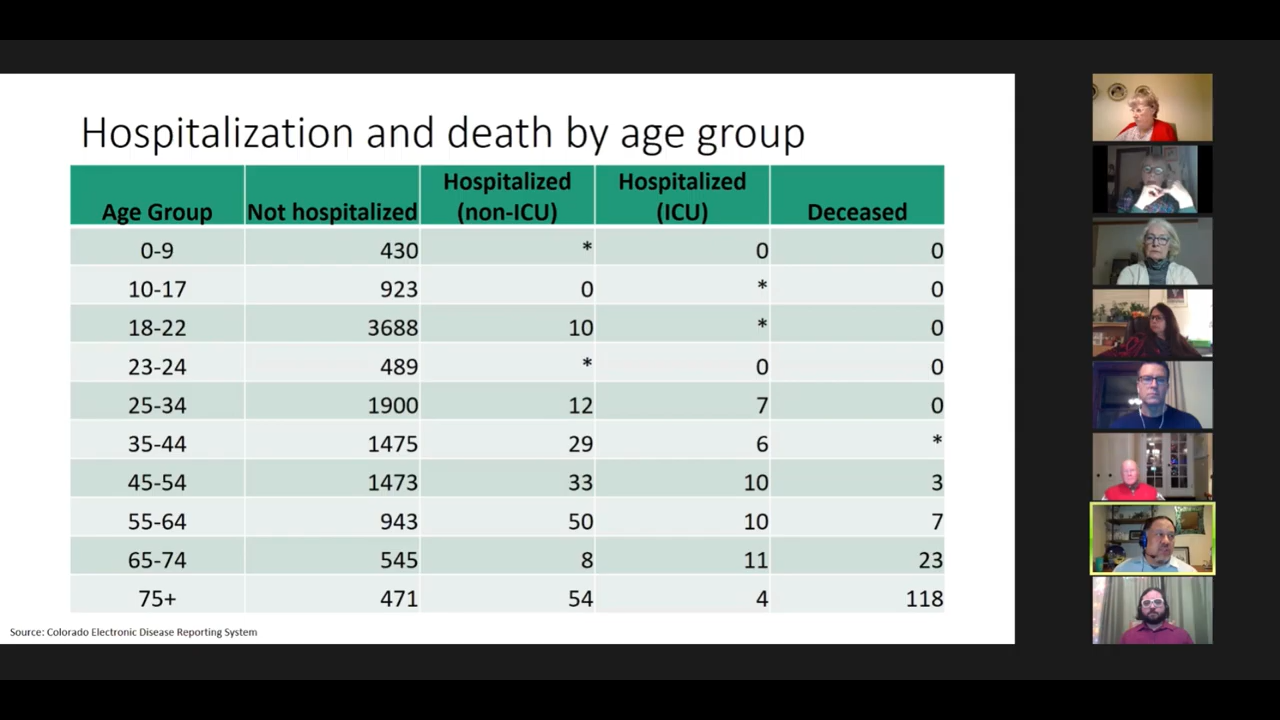 Hospitalization and death by age group
Age Group Not hospitalized Hospitalized (non-ICU) Hospitalized (ICU) Deceased
0-9 430 * 0 0
10-17 923 0 * 0
18-22 3688 10 * 0
23-24 489 * 0 0
25-34 1900 12 7 0
35-44 1475 29 6 *
45-54 1473 33 10 3
55-64 943 50 10 7
65-74 545 8 11 23
75+ 471 54 4 118
Source: Colorado Electronic Disease Reporting System